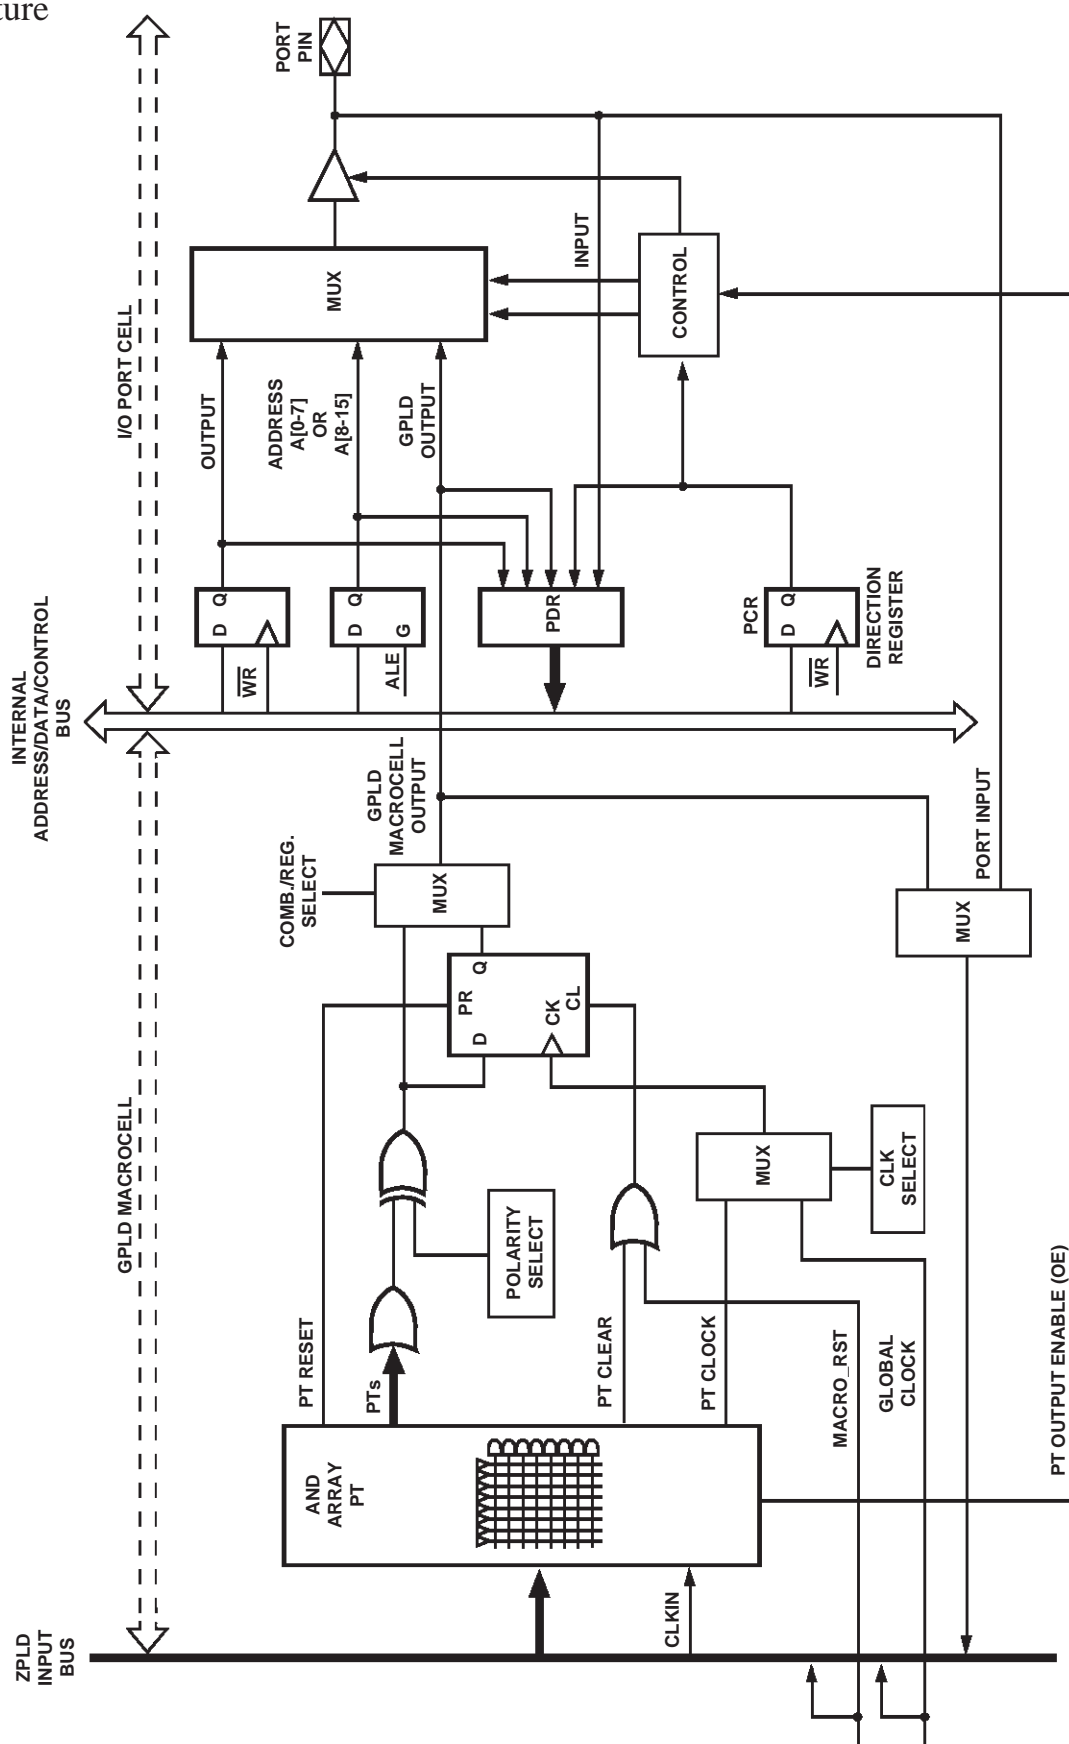 ture
ZPLD
INPUT
BUS
INTERNAL
ADDRESS/DATA/CONTROL
BUS
GPLD MACROCELL
I/O PORT CELL
AND
ARRAY
PT
CLKIN
PT RESET
PTs
PT CLEAR
PT CLOCK
MACRO_RST
GLOBAL
CLOCK
PT OUTPUT ENABLE (OE)
POLARITY
SELECT
CLK
SELECT
MUX
PR
D
Q
CK
CL
COMB./REG.
SELECT
MUX
GPLD
MACROCELL
OUTPUT
MUX
PORT INPUT
D Q
WR
D Q
G
ALE
PDR
PCR
D Q
WR
DIRECTION
REGISTER
OUTPUT
ADDRESS
A[0-7]
OR
A[8-15]
GPLD
OUTPUT
MUX
INPUT
CONTROL
PORT
PIN